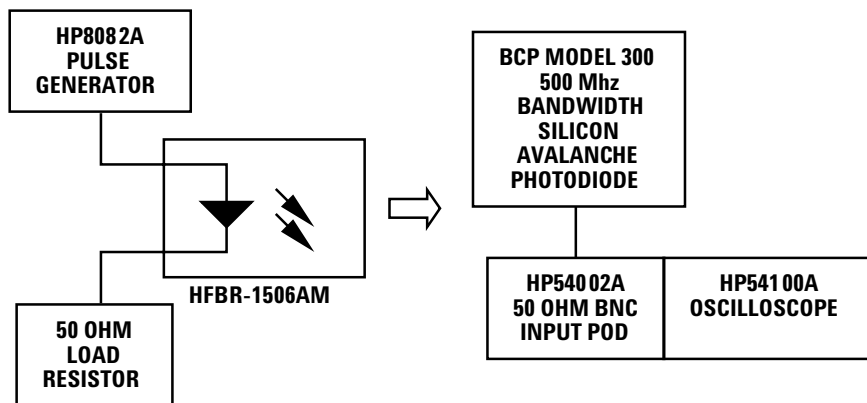 HP8082A
PULSE
GENERATOR
BCP MODEL 300
500 Mhz
BANDWIDTH
SILICON
AVALANCHE
PHOTODIODE
HFBR-1506AM
50 OHM
LOAD
RESISTOR
HP54002A
50 OHM BNC
INPUT POD
HP54100A
OSCILLOSCOPE